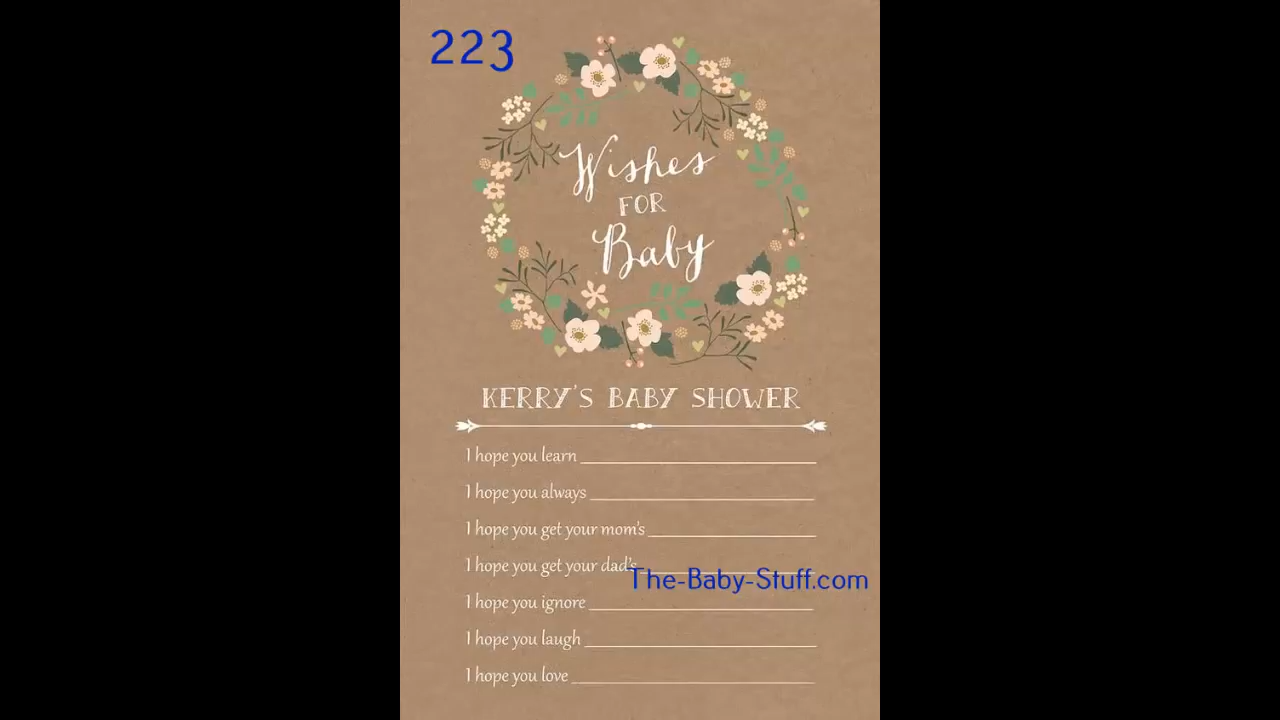 223
Wishes
FOR
Baby
KERRY'S BABY SHOWER
I hope you learn
I hope you always
I hope you get your mom's
I hope you get your dad's
The-Baby-Stuff.com
I hope you ignore
I hope you laugh
I hope you love